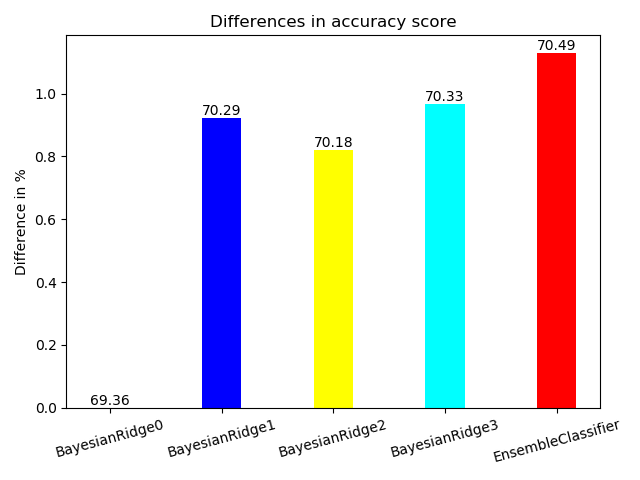 Differences in accuracy score
70.49
70.33
70.29
70.18
69.36
Difference in %
1.0
0.8
0.6
0.4
0.2
0.0
BayesianRidge0
BayesianRidge1
BayesianRidge2
BayesianRidge3
EnsembleClassifier